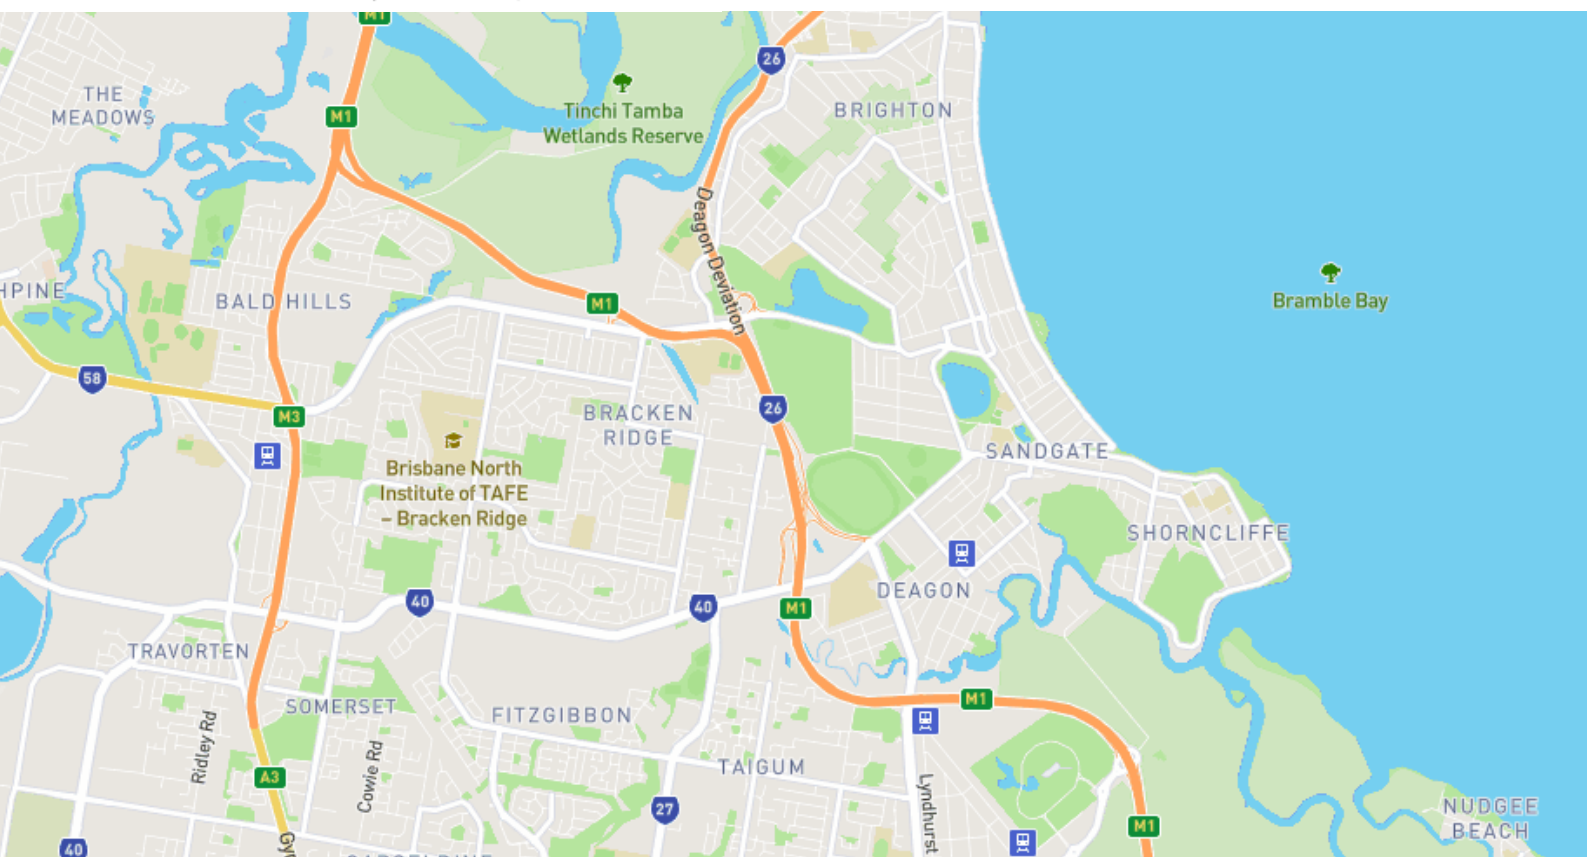 M1
26
THE
MEADOWS
Tinchi Tamba
Wetlands Reserve
BRIGHTON
M1
Deagon Deviation
HPINE
BALD HILLS
M1
Bramble Bay
58
M3
26
BRACKEN
RIDGE
Brisbane North
Institute of TAFE
– Bracken Ridge
SANDGATE
SHORNCLIFFE
DEAGON
40
40
M1
TRAVORTEN
SOMERSET
FITZGIBBON
M1
Ridley Rd
Cowie Rd
TAIGUM
A3
27
Lyndhurst
NUDGEE
BEACH
M1
40
Gy